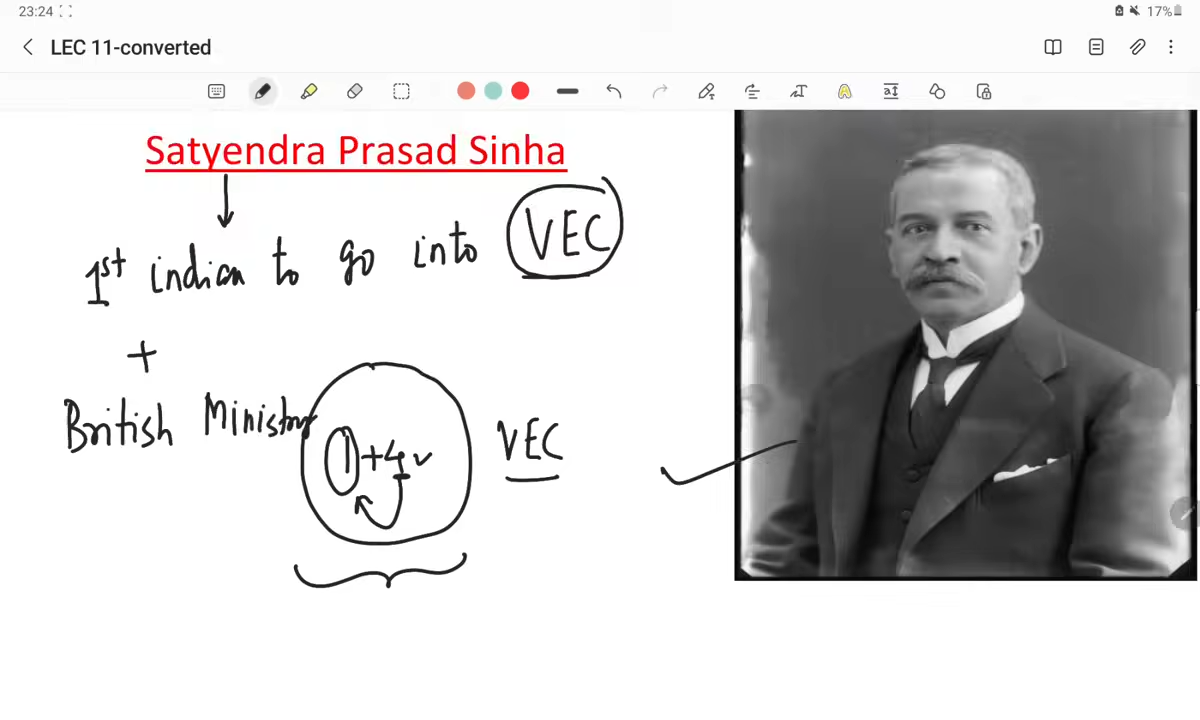 23:24
17%
LEC 11-converted
Satyendra Prasad Sinha
1st indian to go into VEC
+
British Ministry
1+4
VEC